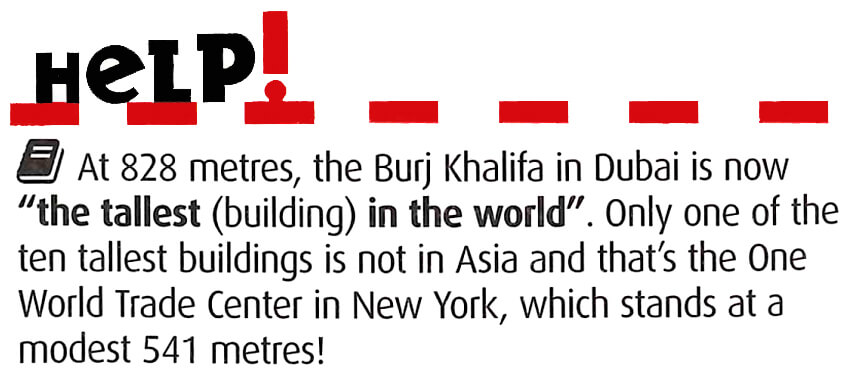 HeLP!
At 828 metres, the Burj Khalifa in Dubai is now
“the tallest (building) in the world”. Only one of the
ten tallest buildings is not in Asia and that’s the One
World Trade Center in New York, which stands at a
modest 541 metres!